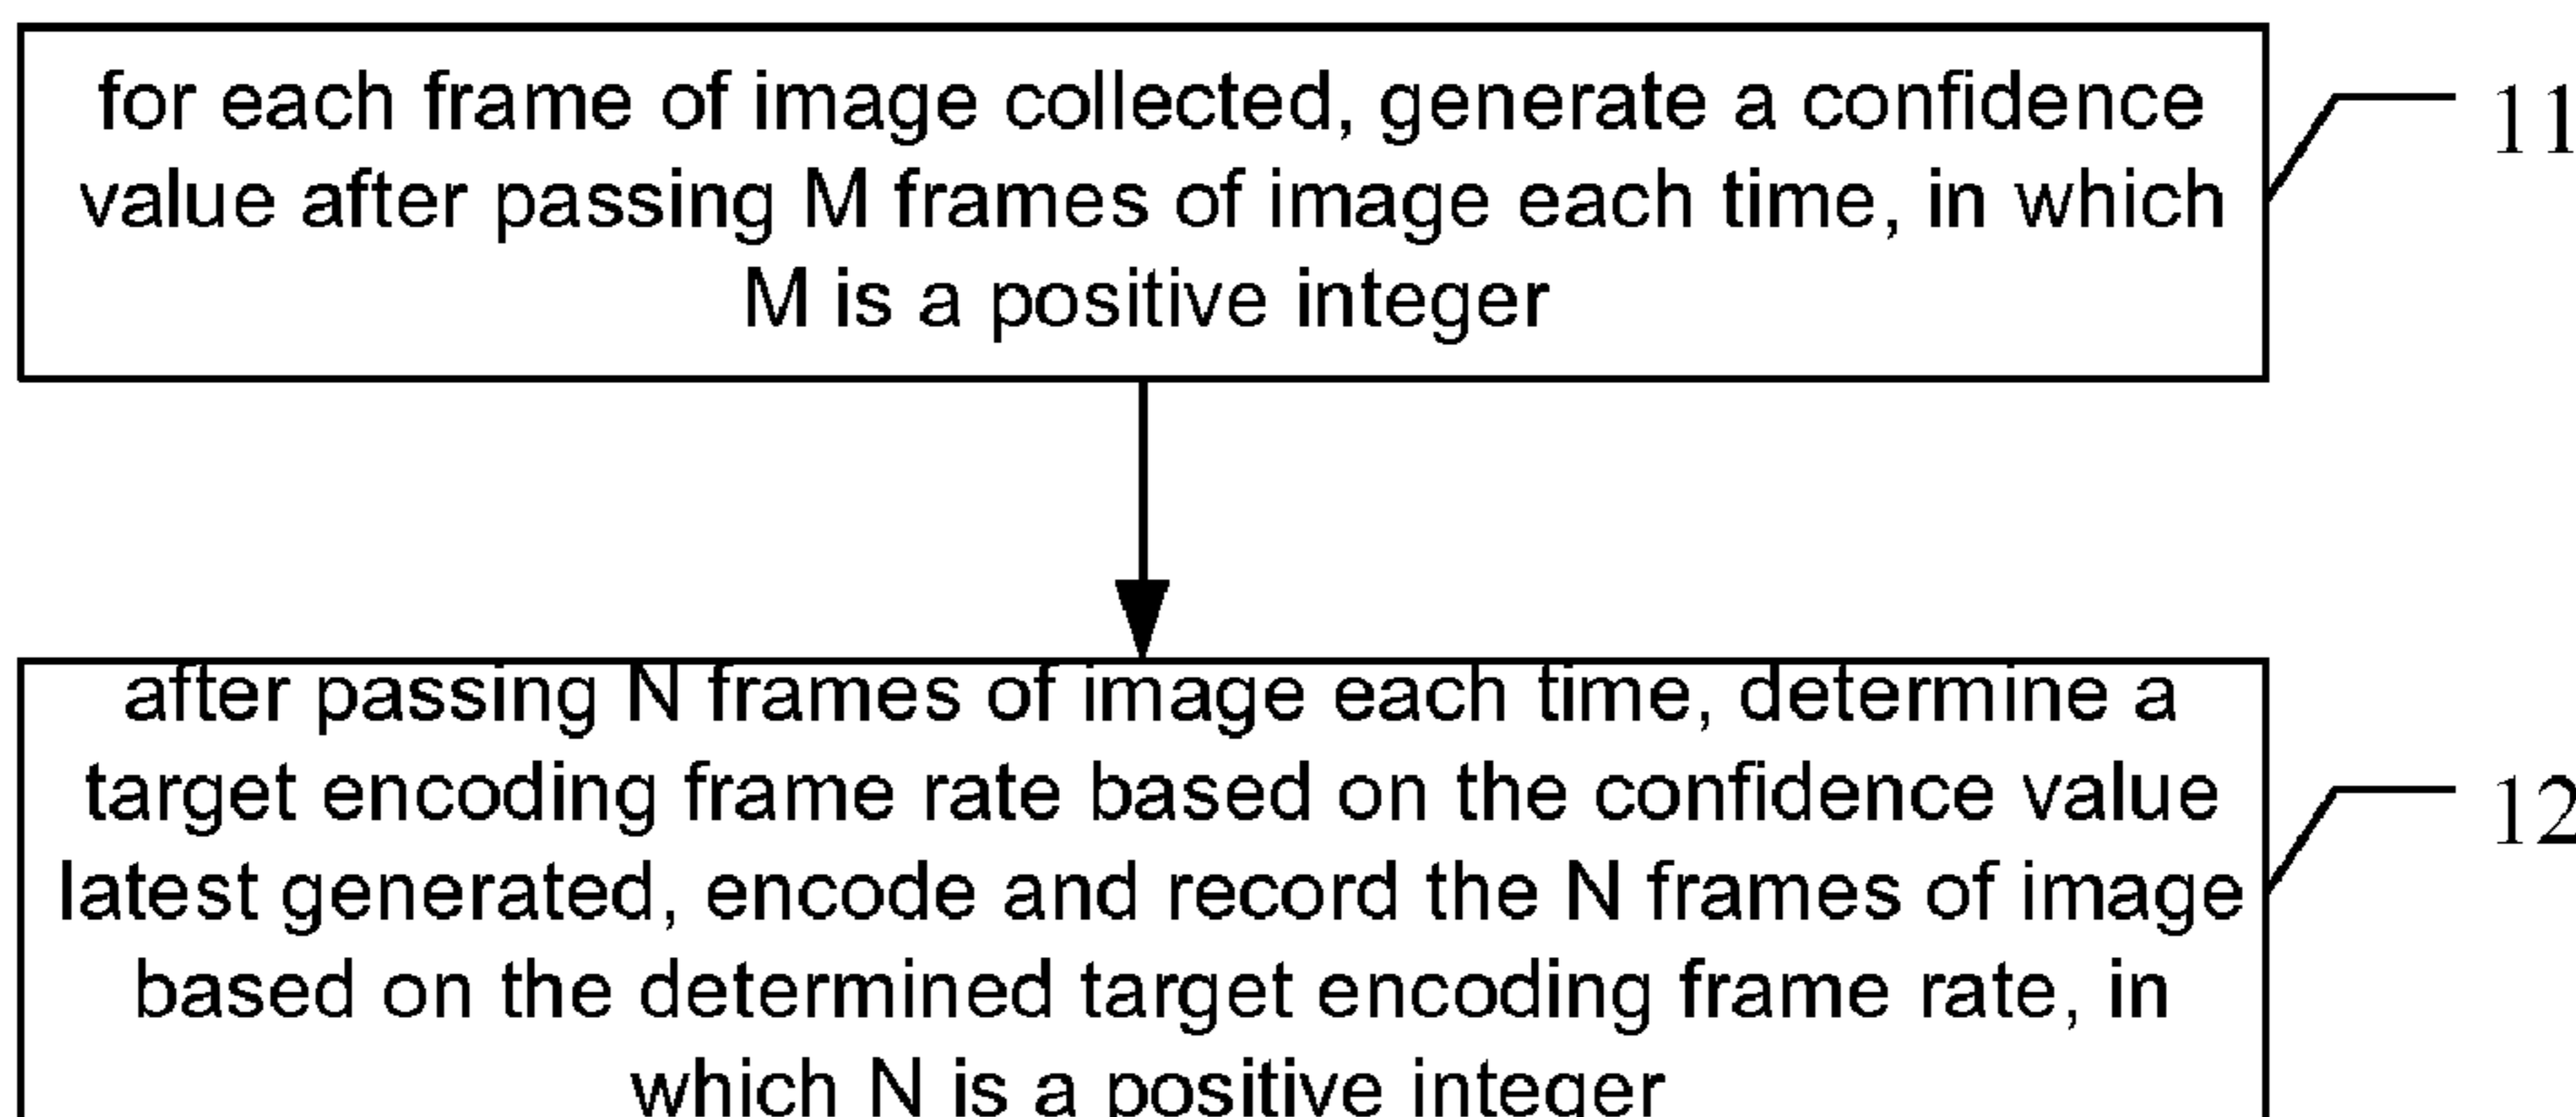 for each frame of image collected, generate a confidence
value after passing M frames of image each time, in which
M is a positive integer
11
after passing N frames of image each time, determine a
target encoding frame rate based on the confidence value
latest generated, encode and record the N frames of image
based on the determined target encoding frame rate, in
which N is a positive integer
12